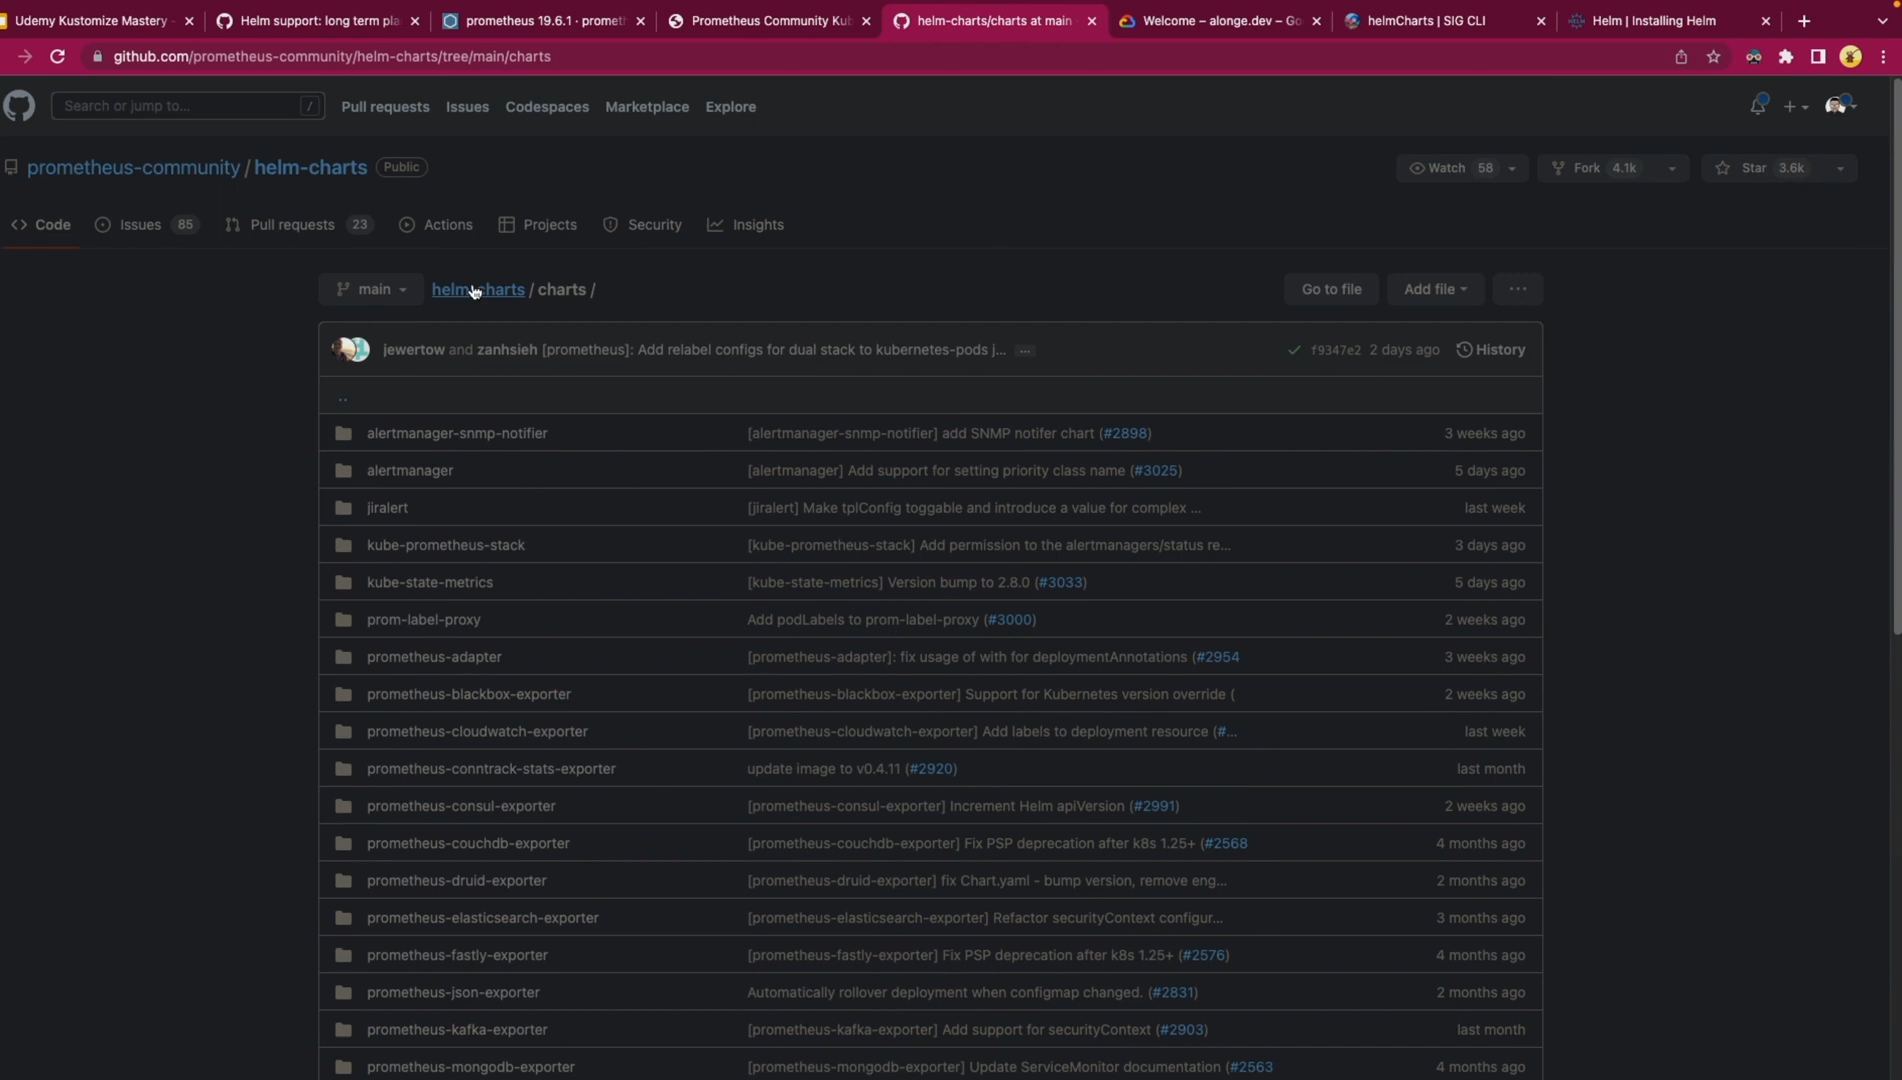 Udemy Kustomize Mastery - Helm support: long term pla prometheus 19.6.1 · prometh Prometheus Community Kub helm-charts/charts at main Welcome – alonge.dev – Go helmCharts | SIG CLI Helm | Installing Helm
github.com/prometheus-community/helm-charts/tree/main/charts
Search or jump to... / Pull requests Issues Codespaces Marketplace Explore
prometheus-community / helm-charts Public Watch 58 Fork 4.1k Star 3.6k
Code Issues 85 Pull requests 23 Actions Projects Security Insights
main helm-charts / charts / Go to file Add file ...
jewertow and zanhsieh [prometheus]: Add relabel configs for dual stack to kubernetes-pods j... ... f9347e2 2 days ago History
..
alertmanager-snmp-notifier [alertmanager-snmp-notifier] add SNMP notifer chart (#2898) 3 weeks ago
alertmanager [alertmanager] Add support for setting priority class name (#3025) 5 days ago
jiralert [jiralert] Make tplConfig toggable and introduce a value for complex ... last week
kube-prometheus-stack [kube-prometheus-stack] Add permission to the alertmanagers/status re... 3 days ago
kube-state-metrics [kube-state-metrics] Version bump to 2.8.0 (#3033) 5 days ago
prom-label-proxy Add podLabels to prom-label-proxy (#3000) 2 weeks ago
prometheus-adapter [prometheus-adapter]: fix usage of with for deploymentAnnotations (#2954 3 weeks ago
prometheus-blackbox-exporter [prometheus-blackbox-exporter] Support for Kubernetes version override ( 2 weeks ago
prometheus-cloudwatch-exporter [prometheus-cloudwatch-exporter] Add labels to deployment resource (#... last week
prometheus-conntrack-stats-exporter update image to v0.4.11 (#2920) last month
prometheus-consul-exporter [prometheus-consul-exporter] Increment Helm apiVersion (#2991) 2 weeks ago
prometheus-couchdb-exporter [prometheus-couchdb-exporter] Fix PSP deprecation after k8s 1.25+ (#2568 4 months ago
prometheus-druid-exporter [prometheus-druid-exporter] fix Chart.yaml - bump version, remove eng... 2 months ago
prometheus-elasticsearch-exporter [prometheus-elasticsearch-exporter] Refactor securityContext configur... 3 months ago
prometheus-fastly-exporter [prometheus-fastly-exporter] Fix PSP deprecation after k8s 1.25+ (#2576) 4 months ago
prometheus-json-exporter Automatically rollover deployment when configmap changed. (#2831) 2 months ago
prometheus-kafka-exporter [prometheus-kafka-exporter] Add support for securityContext (#2903) last month
prometheus-mongodb-exporter [prometheus-mongodb-exporter] Update ServiceMonitor documentation (#2563 4 months ago